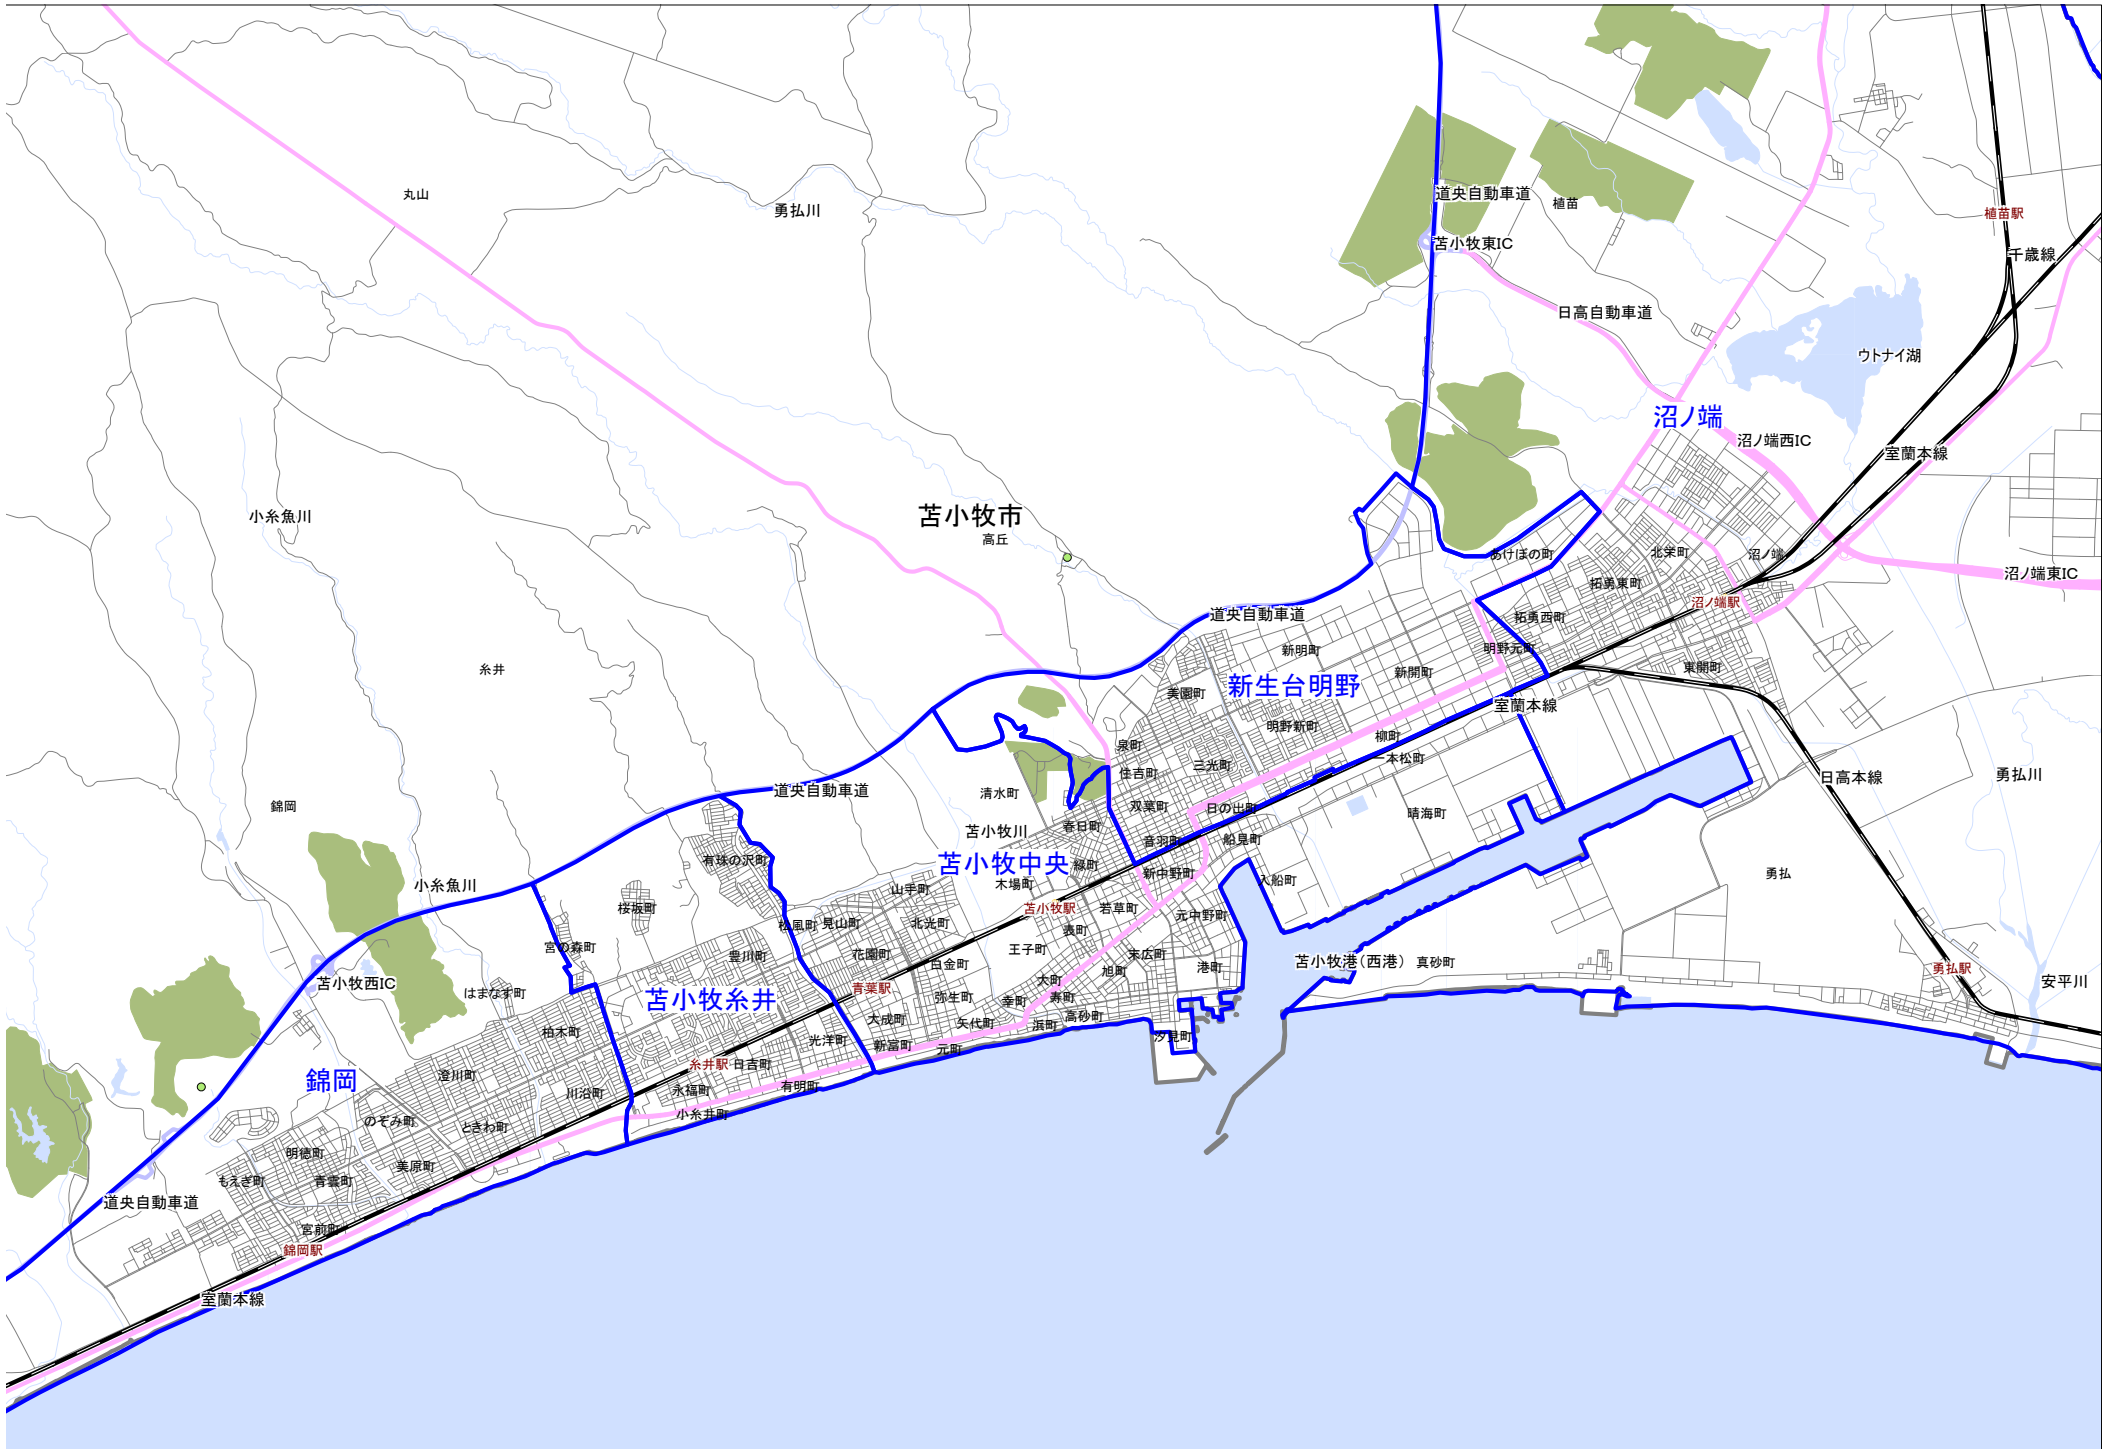 丸山
勇払川
道央自動車道
植苗
植苗駅
苫小牧東IC
千歳線
日高自動車道
ウトナイ湖
沼ノ端
沼ノ端西IC
室蘭本線
小糸魚川
苫小牧市
高丘
あけぼの町
北栄町
沼ノ端
拓勇東町
沼ノ端東IC
沼ノ端駅
道央自動車道
拓勇西町
新明町
明野元町
糸井
新開町
東開町
美園町
新生台明野
室蘭本線
明野新町
柳町
泉町
一本松町
三光町
佳吉町
勇払川
日高本線
道央自動車道
清水町
錦岡
双葉町
日の出町
晴海町
春日町
苫小牧川
音羽町
船見町
有珠の沢町
苫小牧中央
緑町
新中野町
勇払
小糸魚川
木場町
入船町
山手町
桜坂町
苫小牧駅
若草町
元中野町
松風町
見山町
北光町
表町
宮の森町
王子町
豊川町
花園町
末広町
白金町
港町
苫小牧港(西港)
真砂町
勇払駅
旭町
苫小牧西IC
大町
安平川
青葉駅
はまなす町
苫小牧糸井
弥生町
幸町
寿町
高砂町
大成町
矢代町
浜町
柏木町
光洋町
汐見町
新富町
元町
糸井駅
日吉町
澄川町
錦岡
有明町
川沿町
永福町
小糸井町
のぞみ町
ときわ町
明徳町
美原町
もえぎ町
青雲町
道央自動車道
宮前町
錦岡駅
室蘭本線